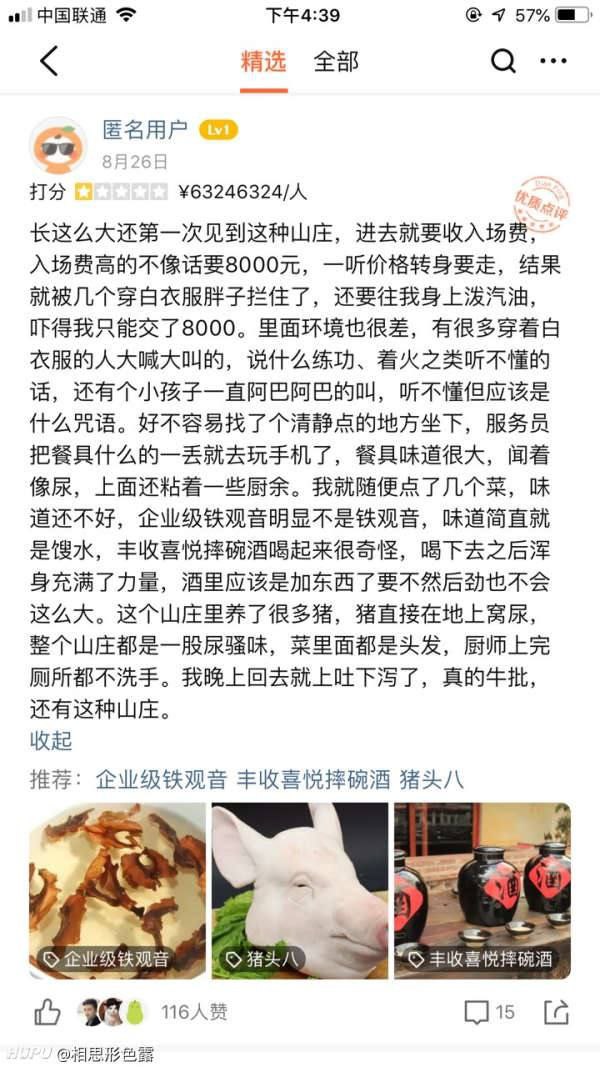 中国联通
下午4:39
57%
精选 全部
匿名用户 Lv1
8月26日
打分 ¥63246324/人
优质点评
长这么大还第一次见到这种山庄，进去就要收入场费，
入场费高的不像话要8000元，一听价格转身要走，结果
就被几个穿白衣服胖子拦住了，还要往我身上泼汽油，
吓得我只能交了8000。里面环境也很差，有很多穿着白
衣服的人大喊大叫的，说什么练功、着火之类听不懂的
话，还有个小孩子一直阿巴阿巴的叫，听不懂但应该是
什么咒语。好不容易找了个清静点的地方坐下，服务员
把餐具什么的一丢就去玩手机了，餐具味道很大，闻着
像尿，上面还粘着一些厨余。我就随便点了几个菜，味
道还不好，企业级铁观音明显不是铁观音，味道简直就
是馊水，丰收喜悦摔碗酒喝起来很奇怪，喝下去之后浑
身充满了力量，酒里应该是加东西了要不然后劲也不会
这么大。这个山庄里养了很多猪，猪直接在地上窝尿，
整个山庄都是一股尿骚味，菜里面都是头发，厨师上完
厕所都不洗手。我晚上回去就上吐下泻了，真的牛批，
还有这种山庄。
收起
推荐：企业级铁观音 丰收喜悦摔碗酒 猪头八
酒
酒
企业级铁观音
猪头八
丰收喜悦摔碗酒
116人赞
15
HUPU @相思形色露